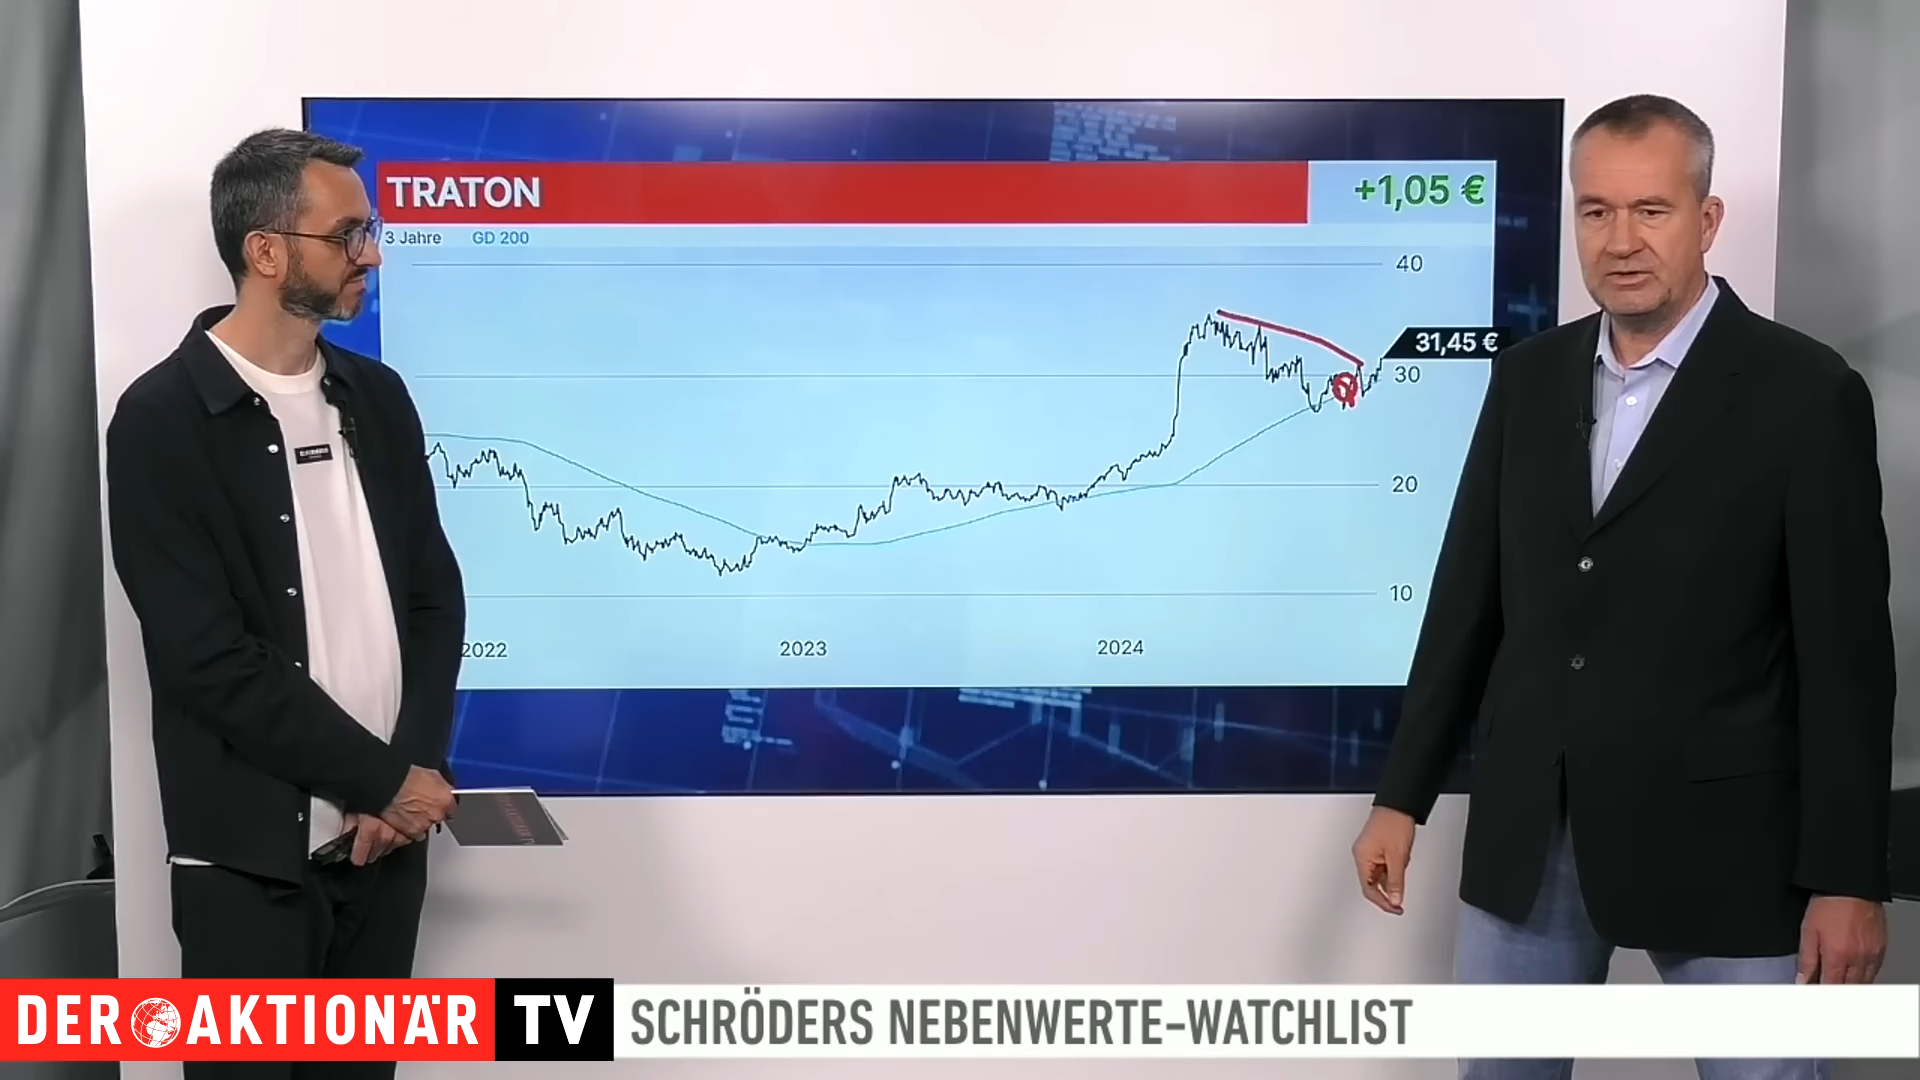 TRATON
+1,05 €
3 Jahre GD 200
40
31,45 €
30
20
10
2022 2023 2024
DER AKTIONÄR TV
SCHRÖDERS NEBENWERTE-WATCHLIST